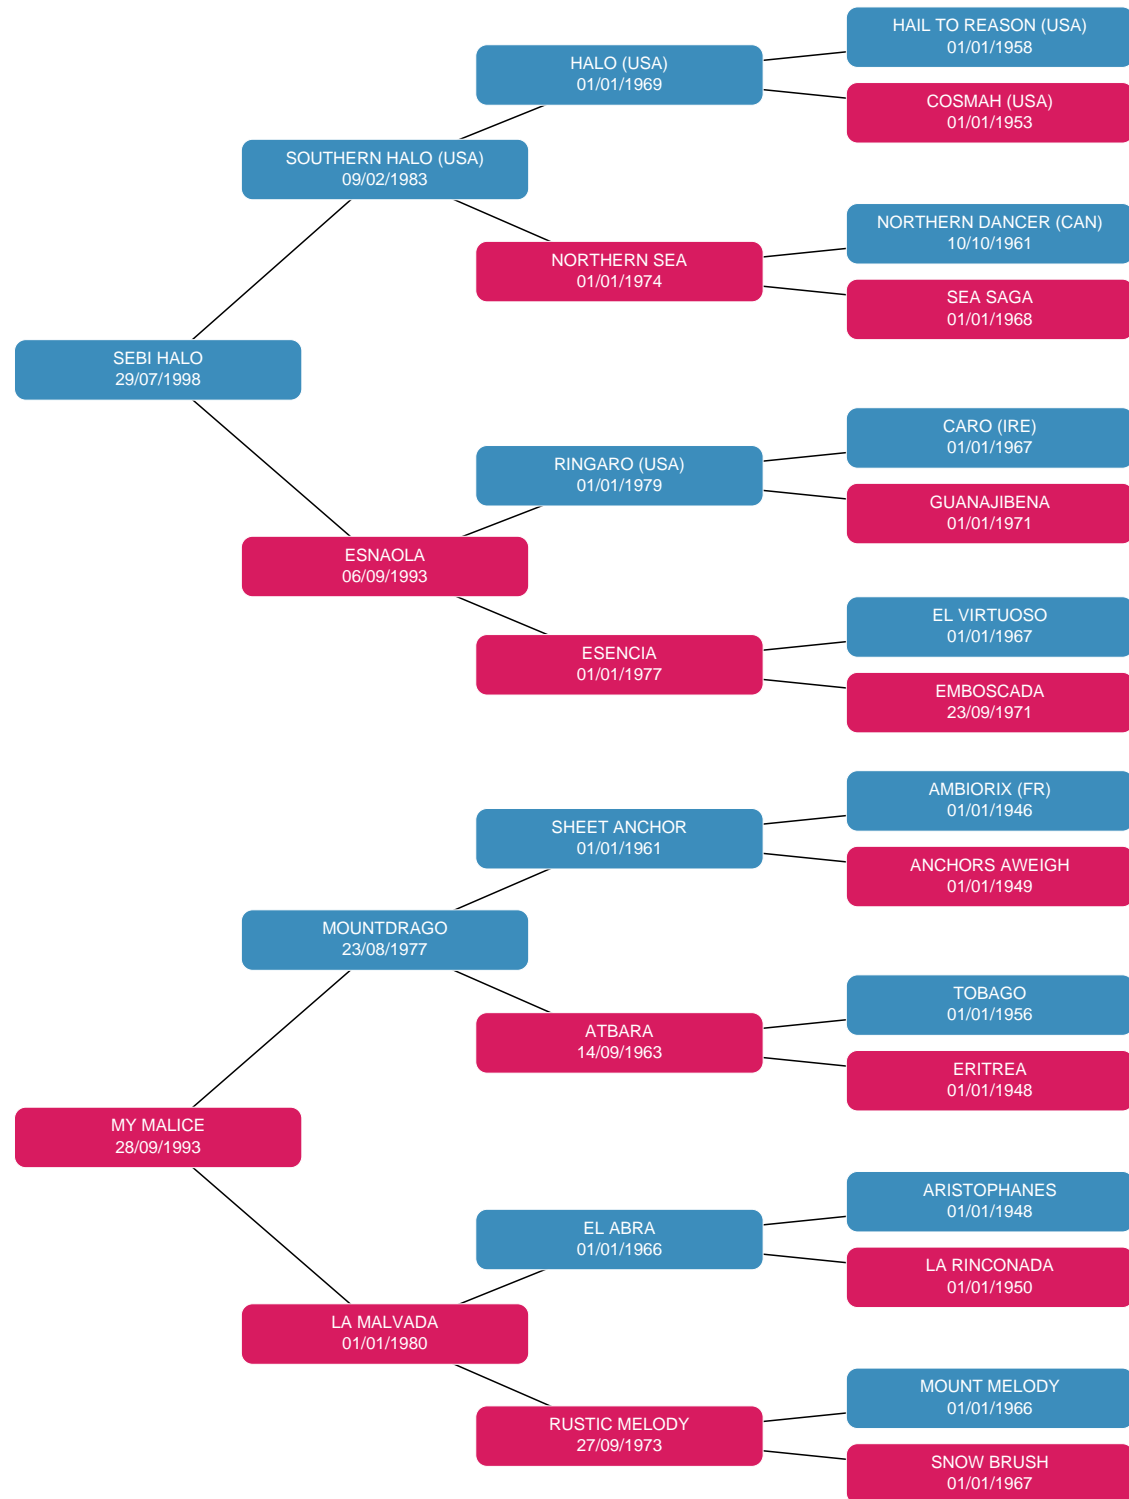 HAIL TO REASON (USA)
01/01/1958
HALO (USA)
01/01/1969
COSMAH (USA)
01/01/1953
SOUTHERN HALO (USA)
09/02/1983
NORTHERN DANCER (CAN)
10/10/1961
NORTHERN SEA
01/01/1974
SEA SAGA
01/01/1968
SEBI HALO
29/07/1998
CARO (IRE)
01/01/1967
RINGARO (USA)
01/01/1979
GUANAJIBENA
01/01/1971
ESNAOLA
06/09/1993
EL VIRTUOSO
01/01/1967
ESENCIA
01/01/1977
EMBOSCADA
23/09/1971
AMBIORIX (FR)
01/01/1946
SHEET ANCHOR
01/01/1961
ANCHORS AWEIGH
01/01/1949
MOUNTDRAGO
23/08/1977
TOBAGO
01/01/1956
ATBARA
14/09/1963
ERITREA
01/01/1948
MY MALICE
28/09/1993
ARISTOPHANES
01/01/1948
EL ABRA
01/01/1966
LA RINCONADA
01/01/1950
LA MALVADA
01/01/1980
MOUNT MELODY
01/01/1966
RUSTIC MELODY
27/09/1973
SNOW BRUSH
01/01/1967